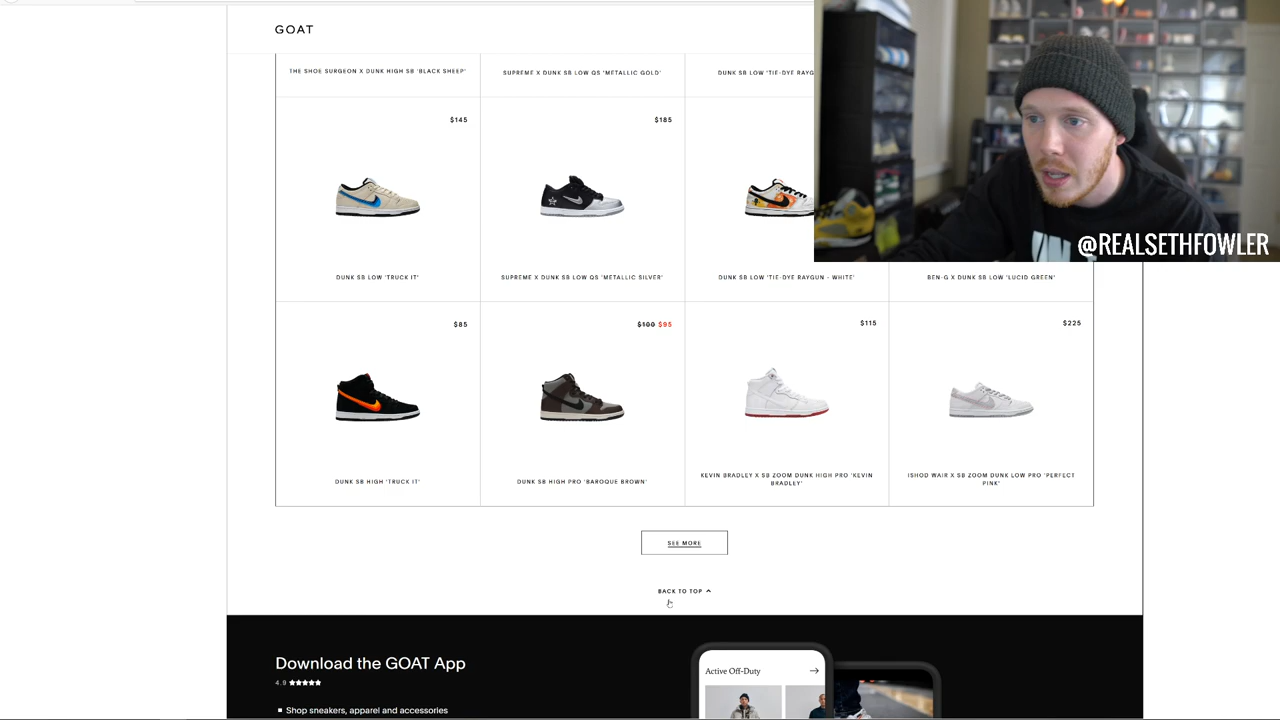 GOAT
THE SHOE SURGEON X DUNK HIGH SB 'BLACK SHEEP'
SUPREME X DUNK SB LOW QS 'METALLIC GOLD'
DUNK SB LOW 'TIE-DYE RAYG
@REALSETHFOWLER
$145
$185
DUNK SB LOW 'TRUCK IT'
SUPREME X DUNK SB LOW QS 'METALLIC SILVER'
DUNK SB LOW 'TIE-DYE RAYGUN - WHITE'
BEN-G X DUNK SB LOW 'LUCID GREEN'
$85
$100 $95
$115
$225
DUNK SB HIGH 'TRUCK IT'
DUNK SB HIGH PRO 'BAROQUE BROWN'
KEVIN BRADLEY X SB ZOOM DUNK HIGH PRO 'KEVIN
BRADLEY'
ISHOD WAIR X SB ZOOM DUNK LOW PRO 'PERFECT
PINK'
SEE MORE
BACK TO TOP
Download the GOAT App
4.9 ★★★★★
Shop sneakers, apparel and accessories
Active Off-Duty